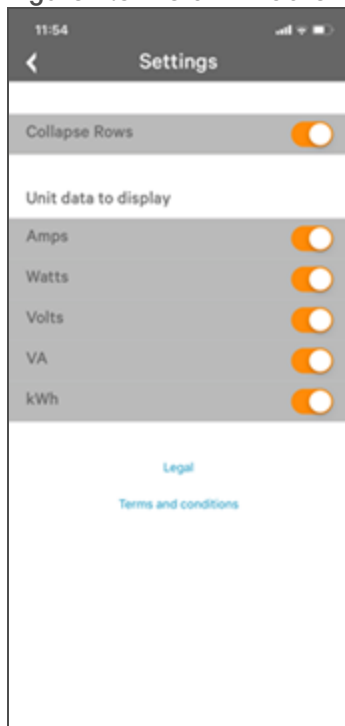 11:54
Settings
Collapse Rows
Unit data to display
Amps
Watts
Volts
VA
kWh
Legal
Terms and conditions